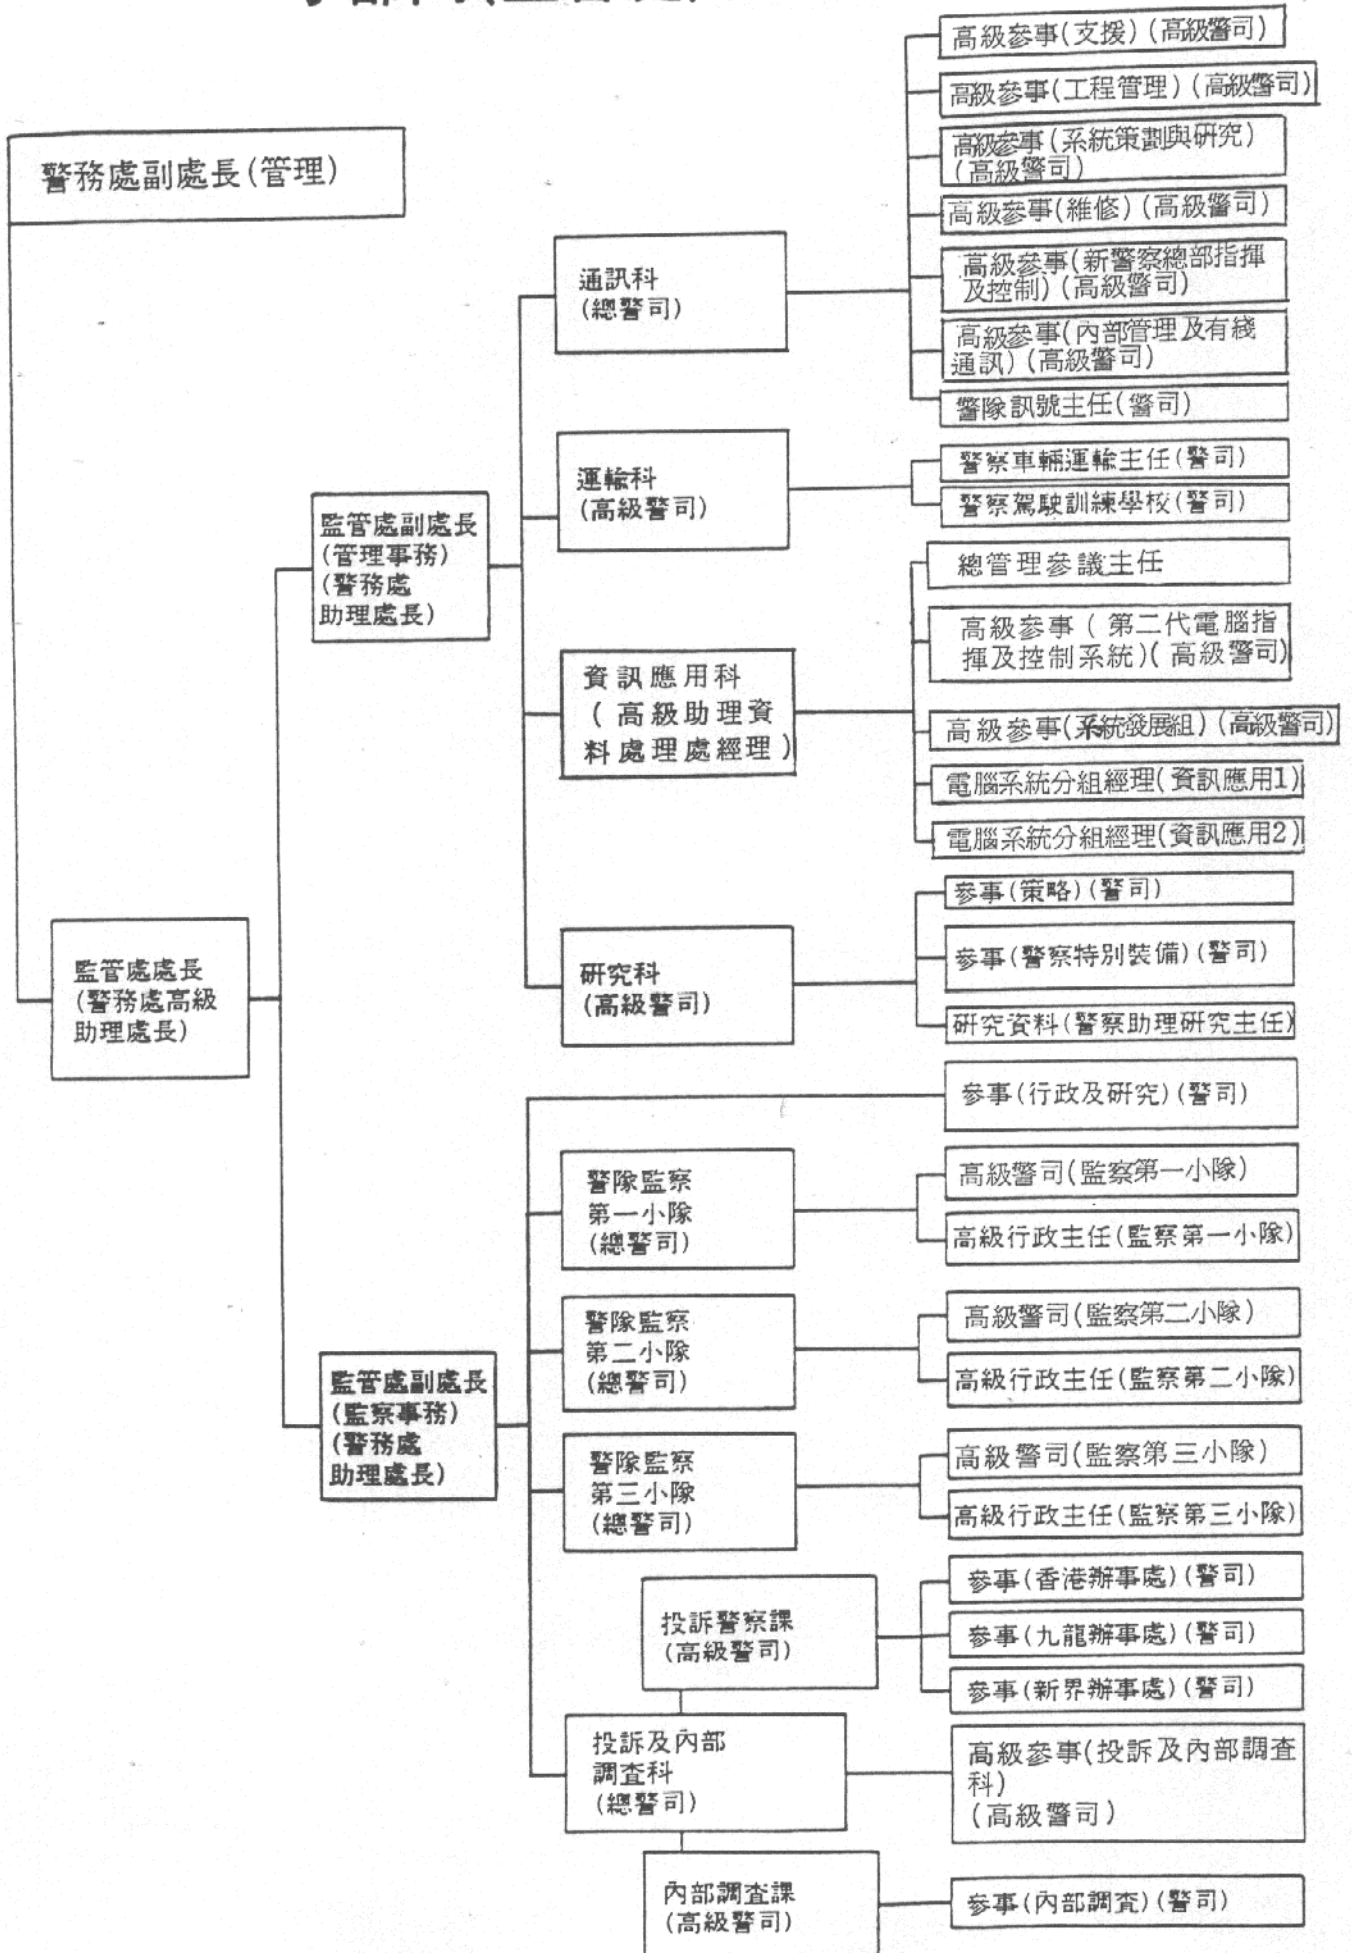 警務處副處長(管理)
監管處處長
(警務處高級
助理處長)
監管處副處長
(管理事務)
(警務處
助理處長)
通訊科
(總警司)
高級參事(支援)(高級警司)
高級參事(工程管理)(高級警司)
高級參事(系統策劃與研究)
(高級警司)
高級參事(維修)(高級警司)
高級參事(新警察總部指揮
及控制)(高級警司)
高級參事(內部管理及有綫
通訊)(高級警司)
警隊訊號主任(警司)
運輸科
(高級警司)
警察車輛運輸主任(警司)
警察駕駛訓練學校(警司)
資訊應用科
(高級助理資
料處理處經理)
總管理參議主任
高級參事(第二代電腦指
揮及控制系統)(高級警司)
高級參事(系統發展組)(高級警司)
電腦系統分組經理(資訊應用1)
電腦系統分組經理(資訊應用2)
研究科
(高級警司)
參事(策略)(警司)
參事(警察特別裝備)(警司)
研究資料(警察助理研究主任)
監管處副處長
(監察事務)
(警務處
助理處長)
參事(行政及研究)(警司)
警隊監察
第一小隊
(總警司)
高級警司(監察第一小隊)
高級行政主任(監察第一小隊)
警隊監察
第二小隊
(總警司)
高級警司(監察第二小隊)
高級行政主任(監察第二小隊)
警隊監察
第三小隊
(總警司)
高級警司(監察第三小隊)
高級行政主任(監察第三小隊)
投訴警察課
(高級警司)
參事(香港辦事處)(警司)
參事(九龍辦事處)(警司)
參事(新界辦事處)(警司)
投訴及內部
調查科
(總警司)
高級參事(投訴及內部調查
科)
(高級警司)
內部調查課
(高級警司)
參事(內部調查)(警司)